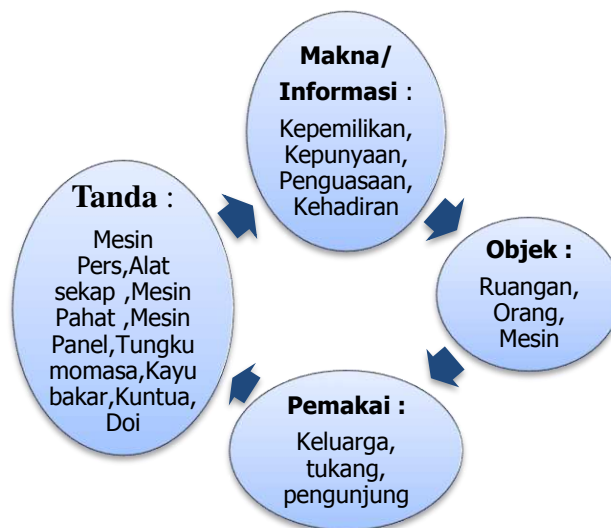 Makna/
Informasi :
Kepemilikan,
Kepunyaan,
Penguasaan,
Kehadiran
Objek :
Ruangan,
Orang,
Mesin
Pemakai :
Keluarga,
tukang,
pengunjung
Tanda :
Mesin
Pers,Alat
sekap ,Mesin
Pahat ,Mesin
Panel,Tungku
momasa,Kayu
bakar,Kuntua,
Doi